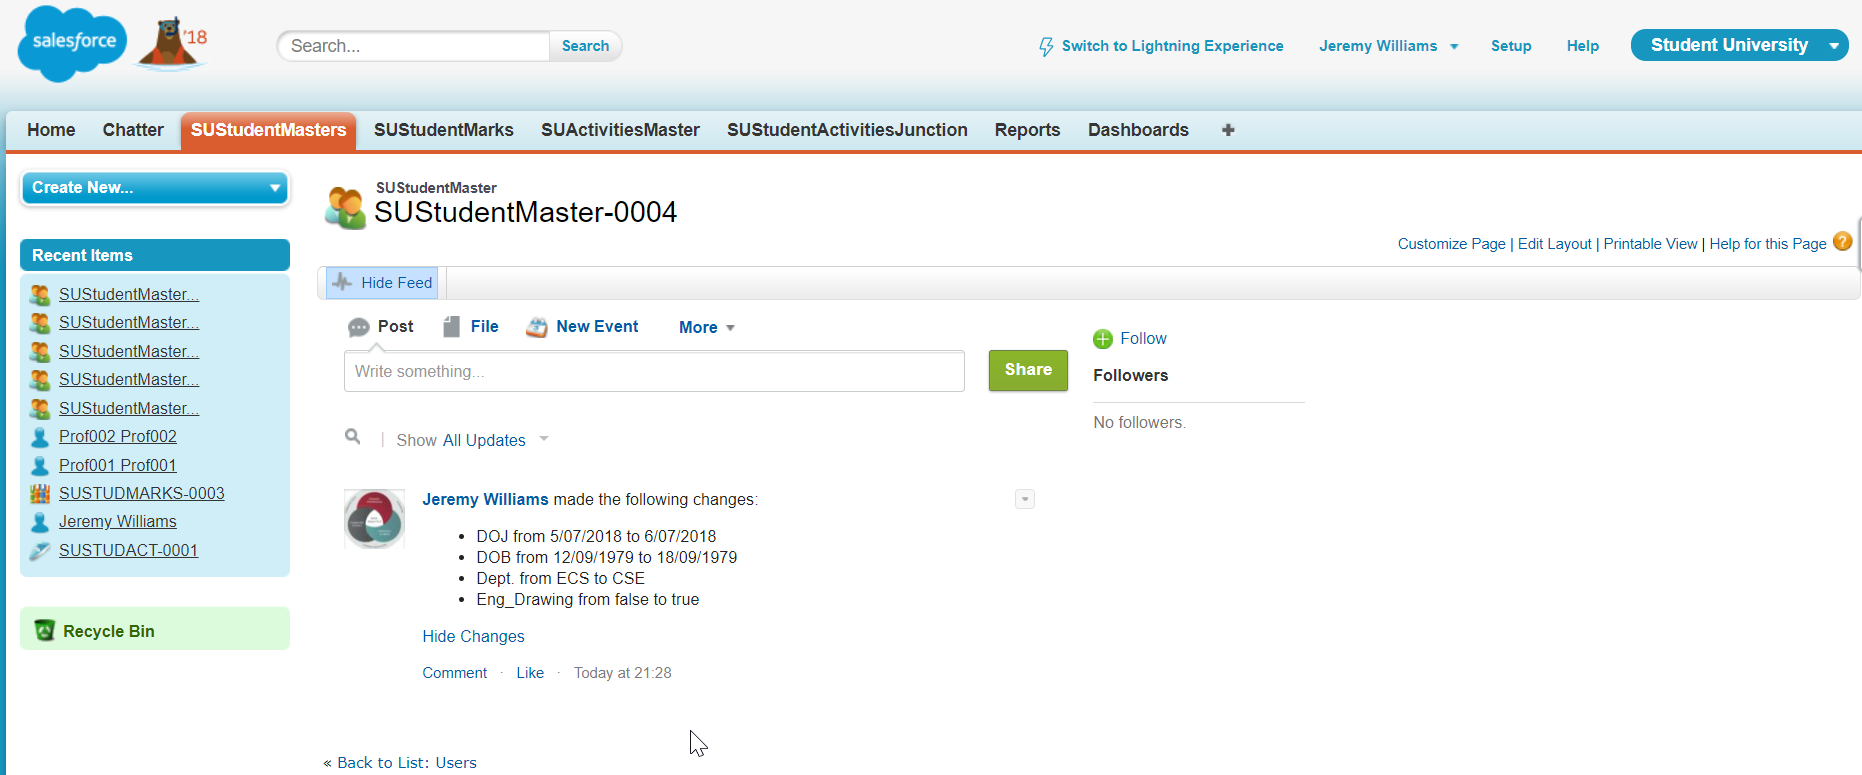 salesforce
'18
Search...
Search
Switch to Lightning Experience
Jeremy Williams
Setup
Help
Student University
Home
Chatter
SUStudentMasters
SUStudentMarks
SUActivitiesMaster
SUStudentActivitiesJunction
Reports
Dashboards
Create New...
SUStudentMaster
SUStudentMaster-0004
Customize Page | Edit Layout | Printable View | Help for this Page ?
Recent Items
SUStudentMaster...
SUStudentMaster...
SUStudentMaster...
SUStudentMaster...
SUStudentMaster...
Prof002 Prof002
Prof001 Prof001
SUSTUDMARKS-0003
Jeremy Williams
SUSTUDACT-0001
Recycle Bin
Hide Feed
Post
File
New Event
More
Write something...
Share
Follow
Followers
No followers.
Show All Updates
Jeremy Williams made the following changes:
• DOJ from 5/07/2018 to 6/07/2018
• DOB from 12/09/1979 to 18/09/1979
• Dept. from ECS to CSE
• Eng_Drawing from false to true
Hide Changes
Comment · Like · Today at 21:28
« Back to List: Users